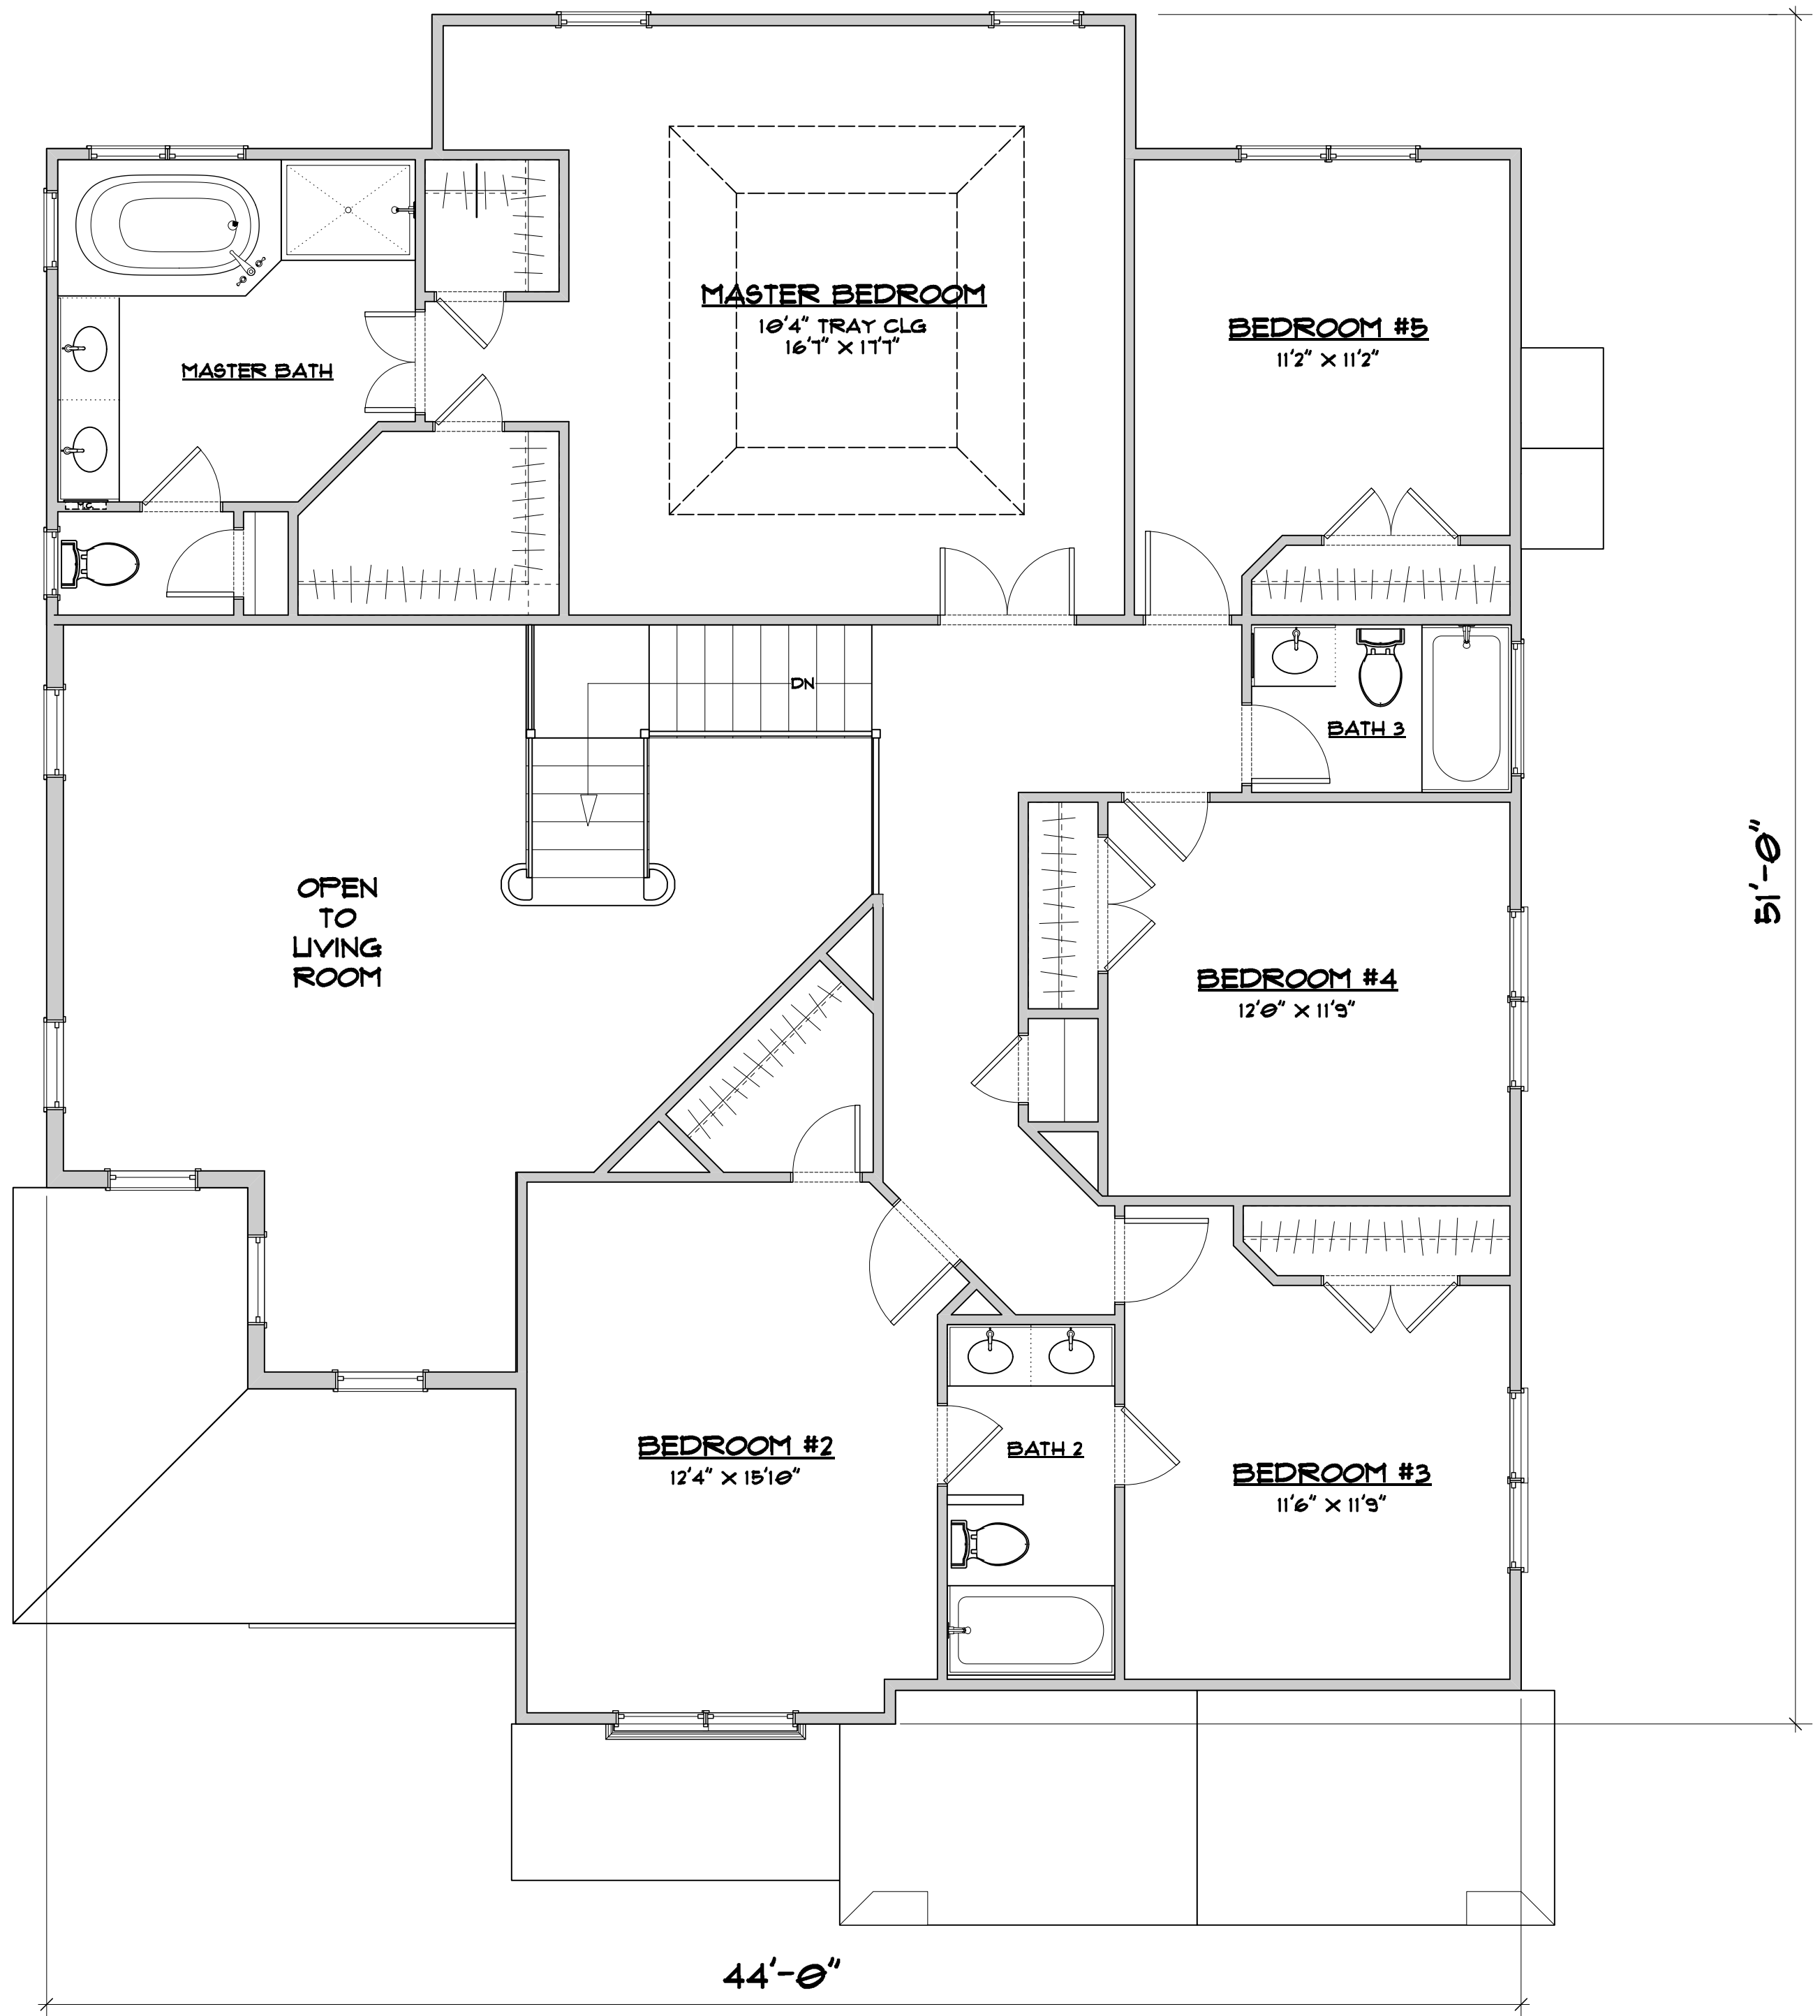 MASTER BEDROOM
10'4" TRAY CLG
16'7" X 17'7"
BEDROOM #5
11'2" X 11'2"
MASTER BATH
MC
DN
BATH 3
51'-0"
OPEN
TO
LIVING
ROOM
BEDROOM #4
12'0" X 11'9"
BEDROOM #2
12'4" X 15'10"
BATH 2
BEDROOM #3
11'6" X 11'9"
44'-0"